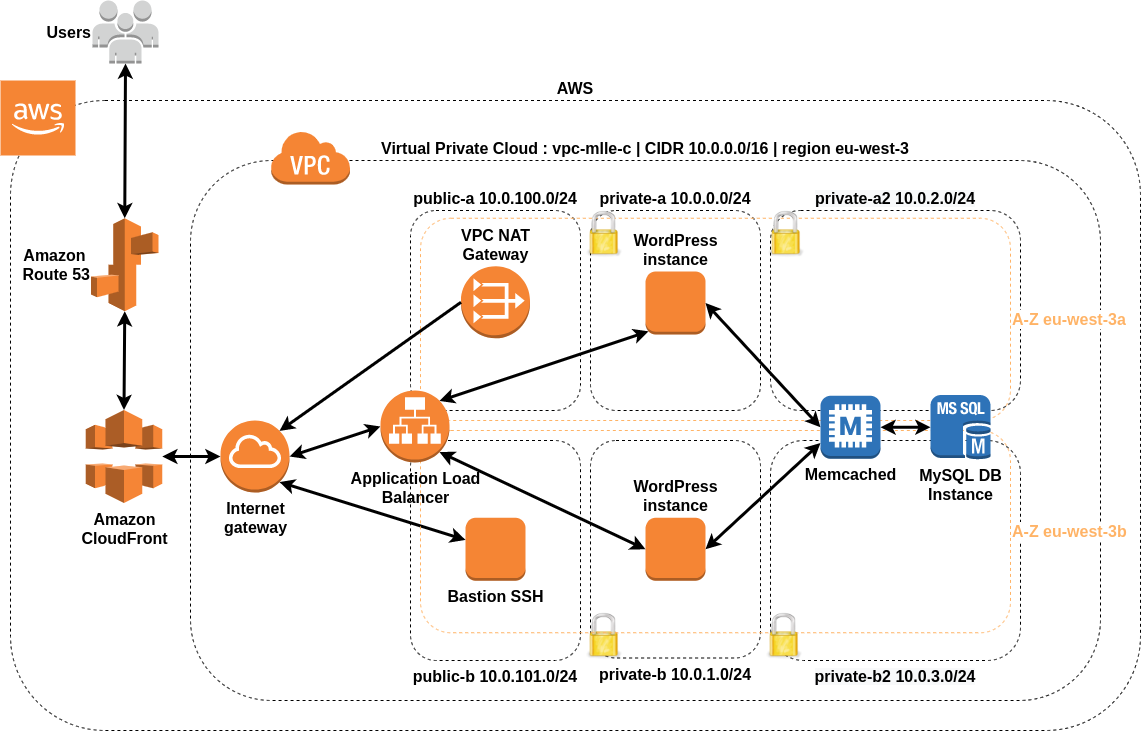 Users
aws
AWS
VPC
Virtual Private Cloud : vpc-mlle-c | CIDR 10.0.0.0/16 | region eu-west-3
public-a 10.0.100.0/24
private-a 10.0.0.0/24
private-a2 10.0.2.0/24
VPC NAT
Gateway
WordPress
instance
Amazon
Route 53
A-Z eu-west-3a
MS SQL
M
M
Application Load
Balancer
Memcached
MySQL DB
Instance
WordPress
instance
Internet
gateway
Amazon
CloudFront
A-Z eu-west-3b
Bastion SSH
public-b 10.0.101.0/24
private-b 10.0.1.0/24
private-b2 10.0.3.0/24